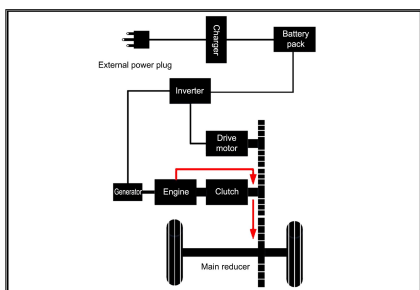 Charger
Battery
pack
External power plug
Inverter
Drive
motor
Generator
Engine
Clutch
Main reducer